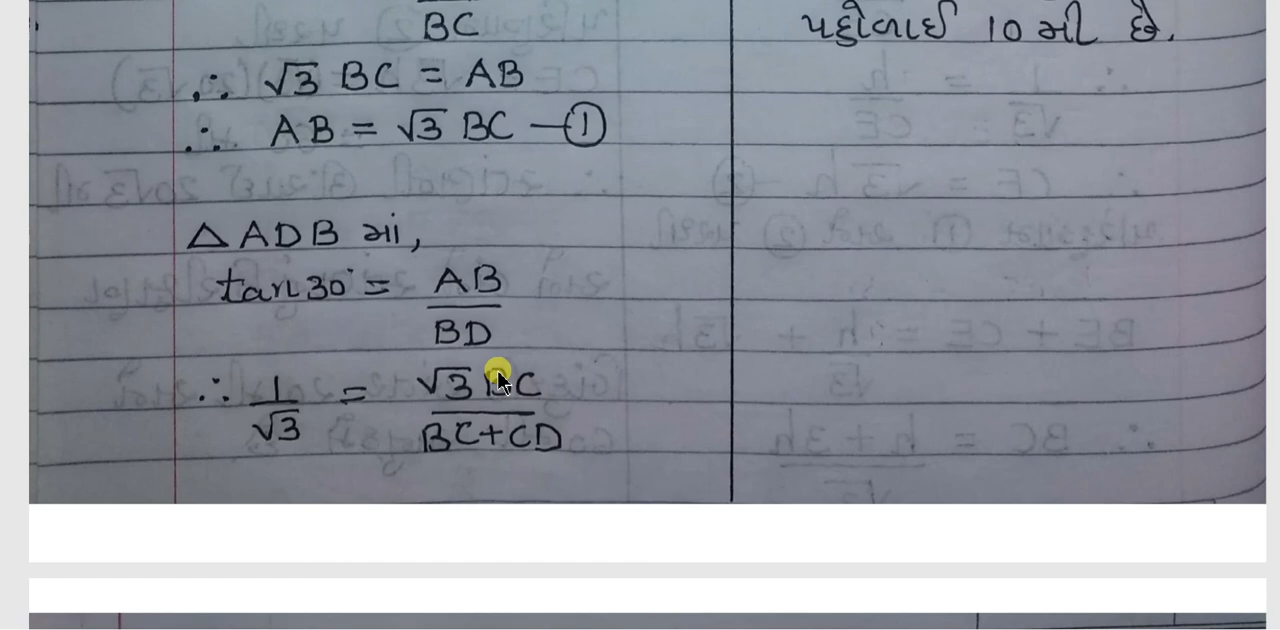 BC
∴ √3 BC = AB
∴ AB = √3 BC —①
△ ADB માં,
tan30° = AB
BD
∴ 1 = √3 BC
√3 BC+CD
પહોળાઈ 10 મી છે.